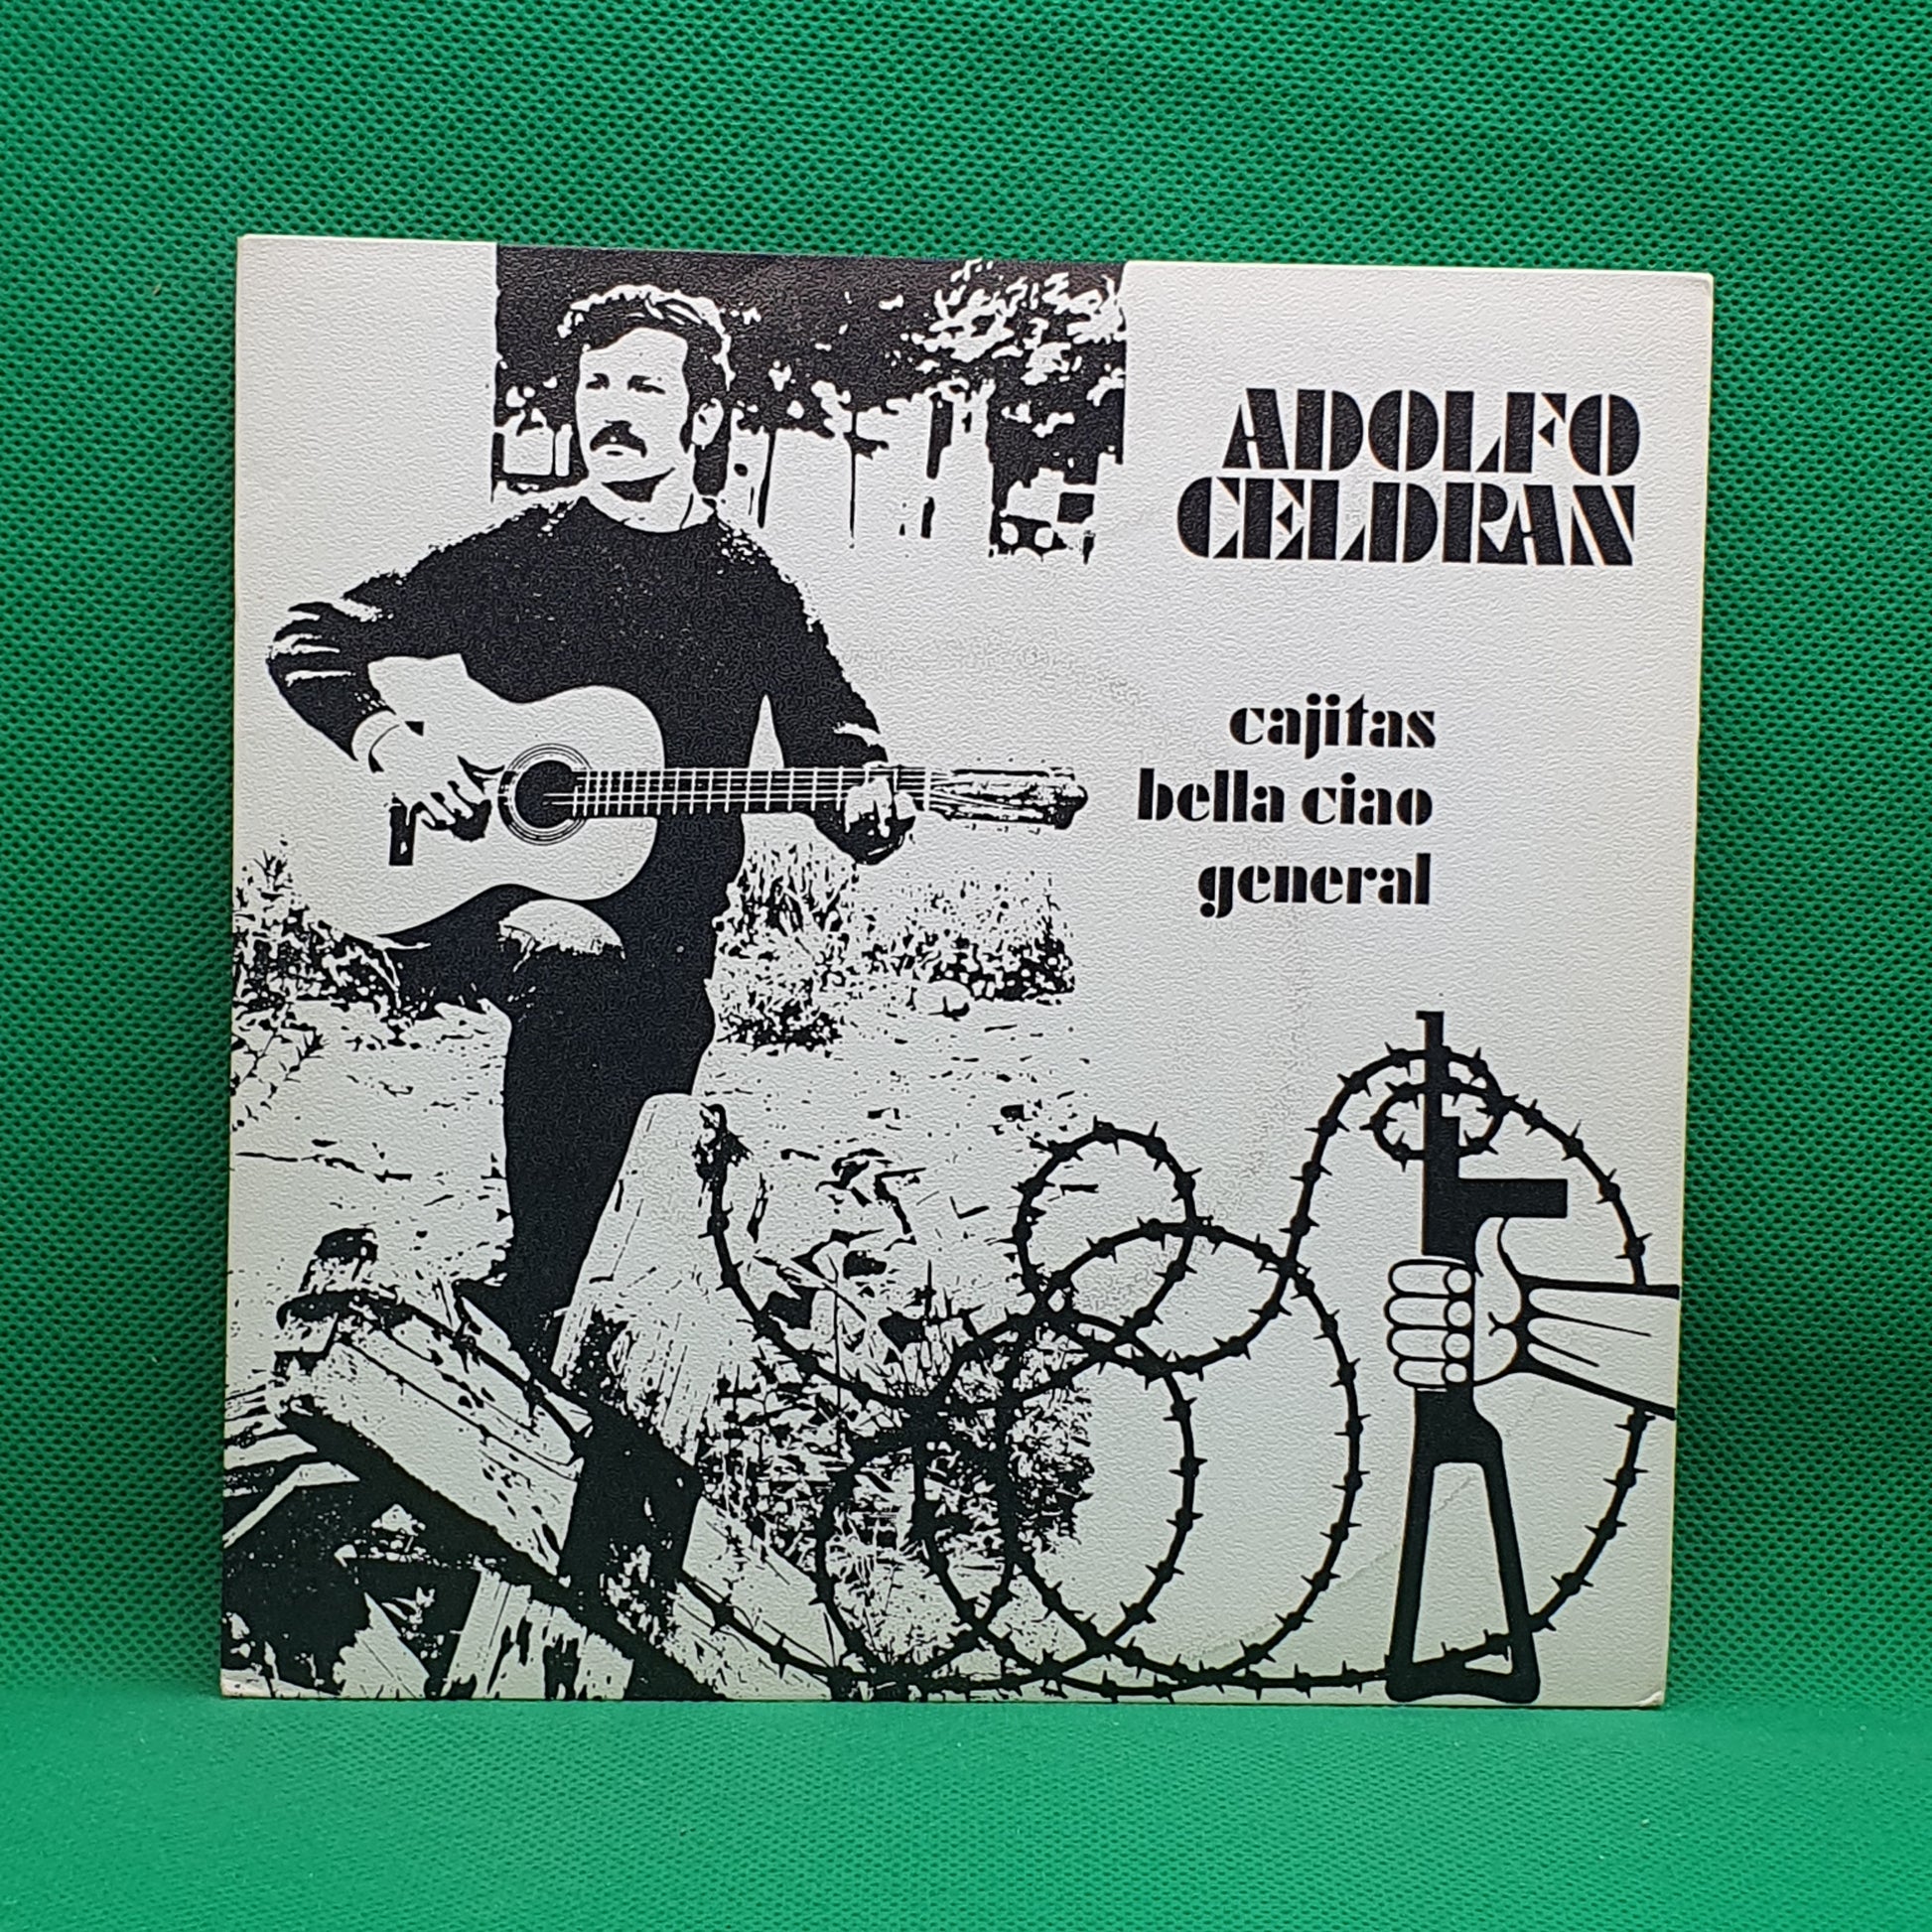 ADOLFO
CELDRAN
cajitas
bella ciao
general